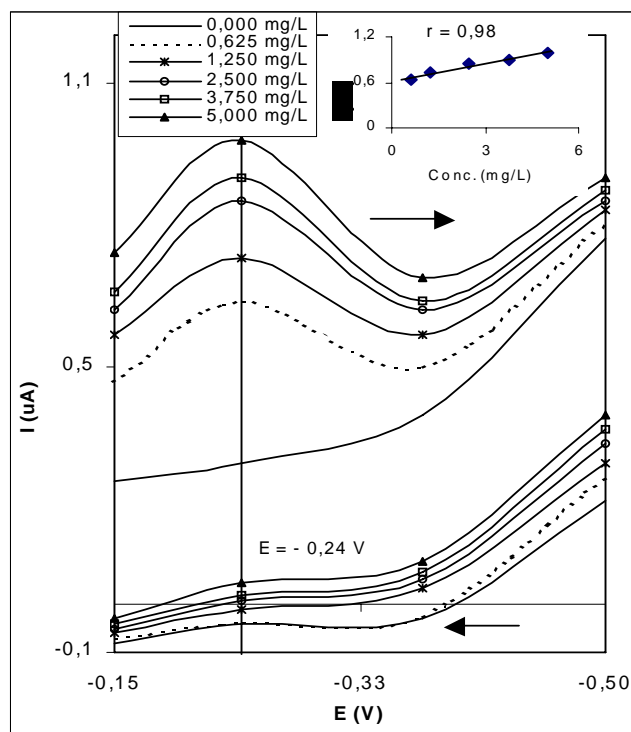 0,000 mg/L
0,625 mg/L
1,250 mg/L
2,500 mg/L
3,750 mg/L
5,000 mg/L
r = 0,98
1,2
0,6
0
0
3
6
Conc. (mg/L)
1,1
0,5
-0,1
I (uA)
E = - 0,24 V
-0,15
-0,33
-0,50
E (V)